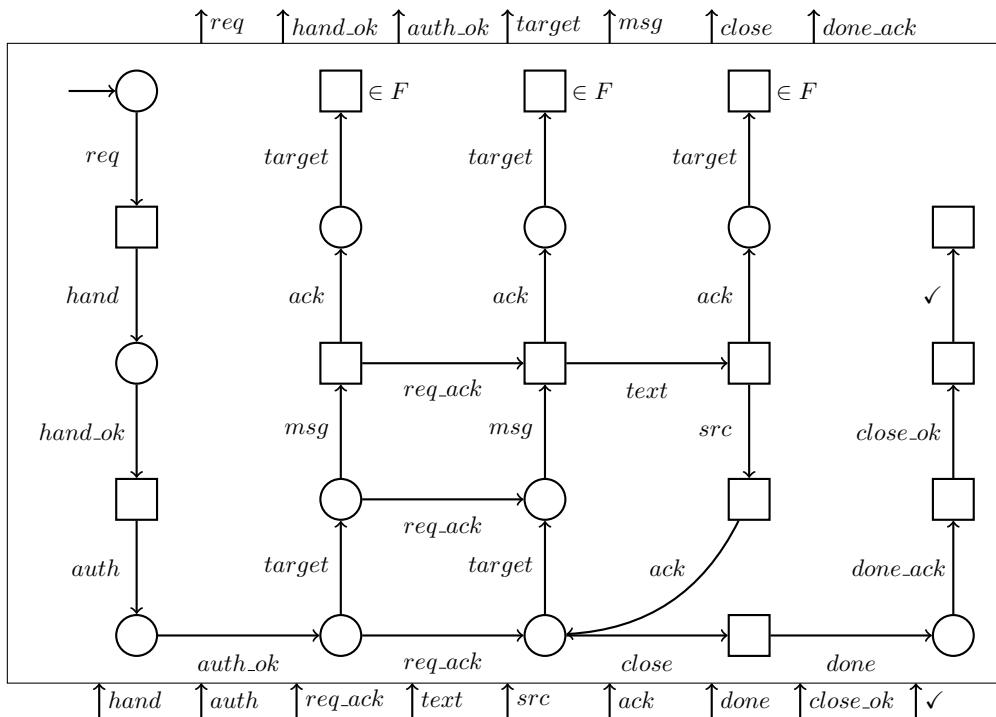 req hand_ok auth_ok target msg close done_ack
∈ F ∈ F ∈ F
req target target target
hand ack ack ack ✓
req_ack text
hand_ok msg msg src close_ok
req_ack
auth target target ack done_ack
auth_ok req_ack close done
hand auth req_ack text src ack done close_ok ✓